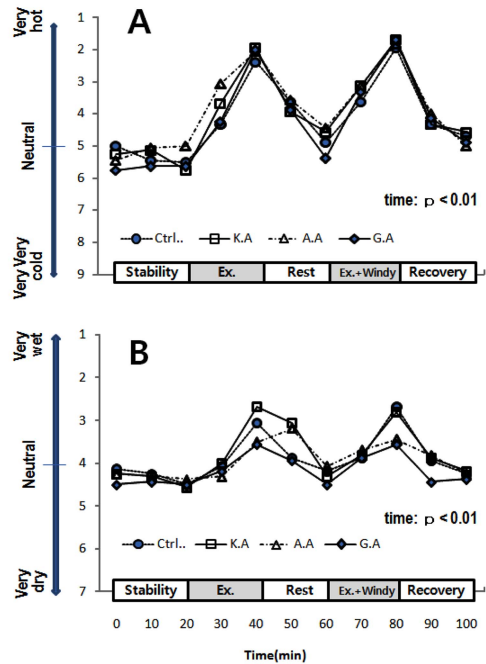 Very hot
Neutral
Very Very cold
1
2
3
4
5
6
7
8
9
A
time: p < 0.01
Ctrl.. K.A A.A G.A
Stability Ex. Rest Ex.+Windy Recovery
Very wet
Neutral
Very dry
1
2
3
4
5
6
7
B
time: p < 0.01
Ctrl.. K.A A.A G.A
Stability Ex. Rest Ex.+Windy Recovery
0 10 20 30 40 50 60 70 80 90 100
Time(min)